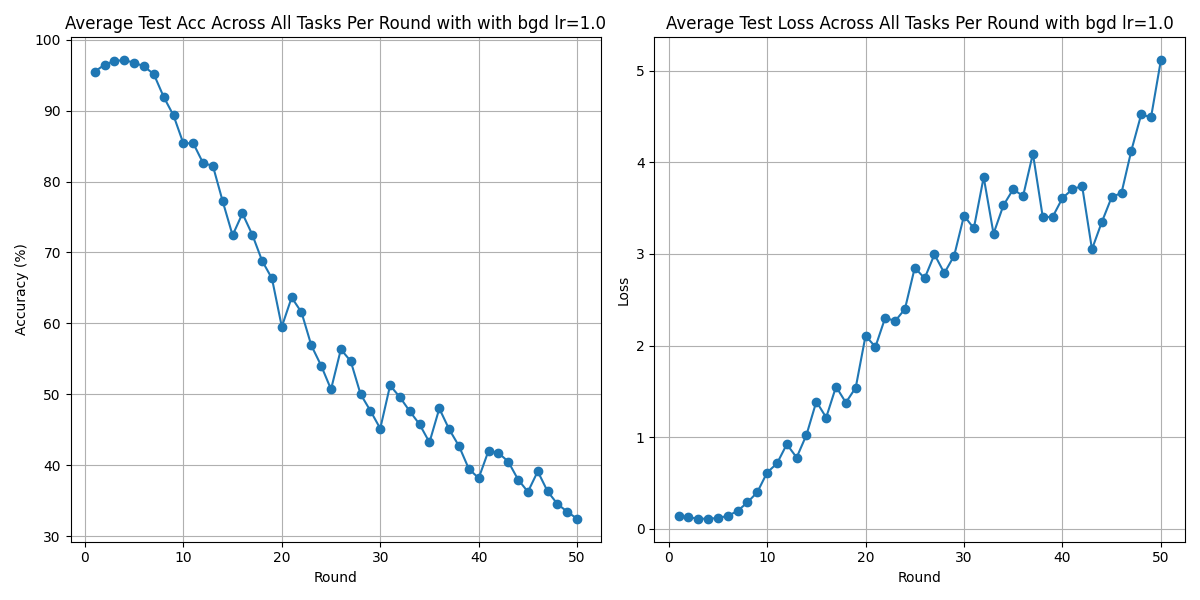 Average Test Acc Across All Tasks Per Round with with bgd lr=1.0
100
90
80
70
60
50
40
30
Accuracy (%)
0 10 20 30 40 50
Round
Average Test Loss Across All Tasks Per Round with bgd lr=1.0
5
4
3
2
1
0
Loss
0 10 20 30 40 50
Round